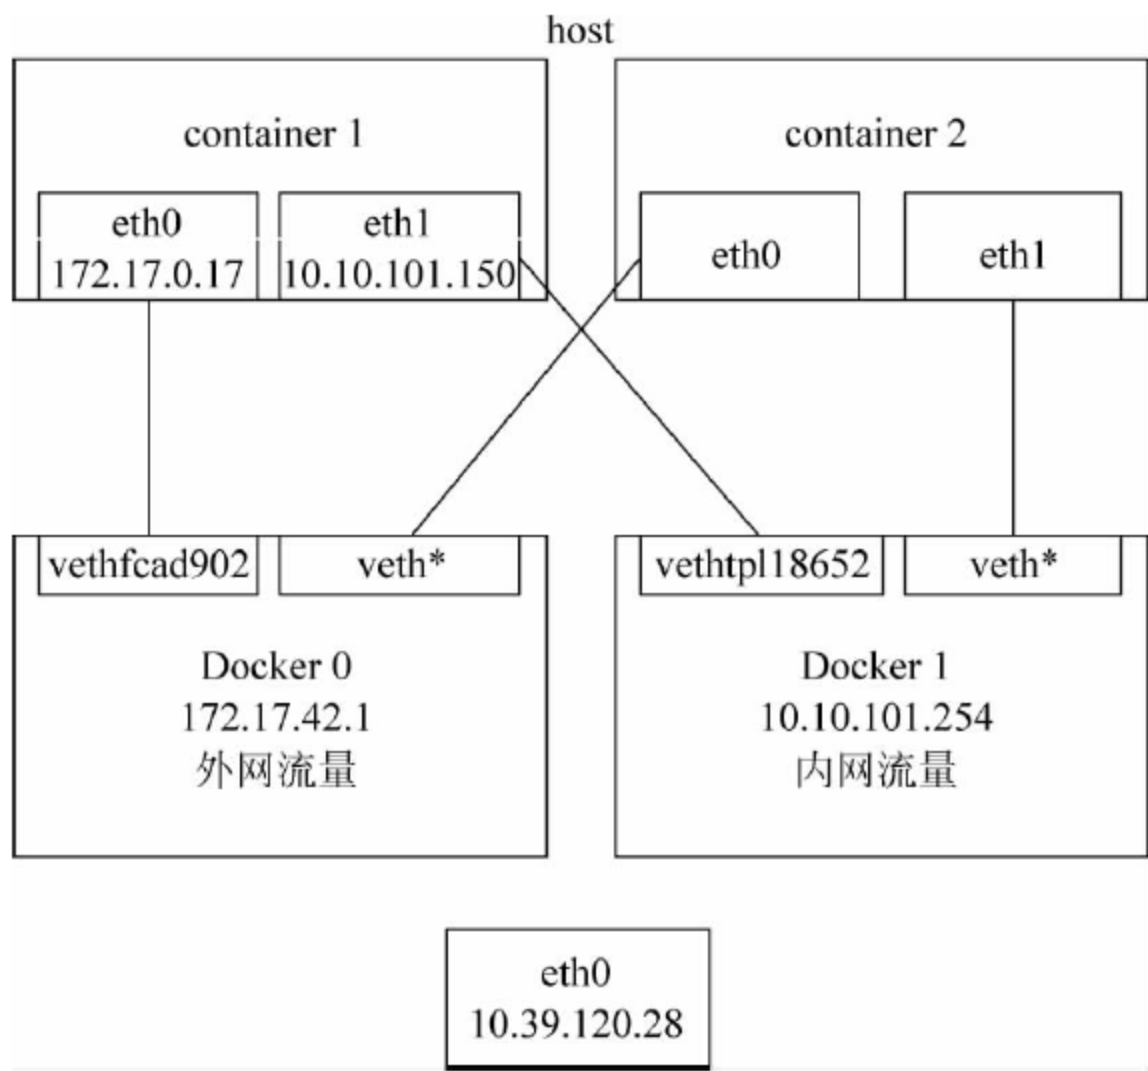 host
container 1
container 2
eth0
172.17.0.17
eth1
10.10.101.150
eth0
eth1
vethfcad902
veth*
vethtpl18652
veth*
Docker 0
172.17.42.1
外网流量
Docker 1
10.10.101.254
内网流量
eth0
10.39.120.28